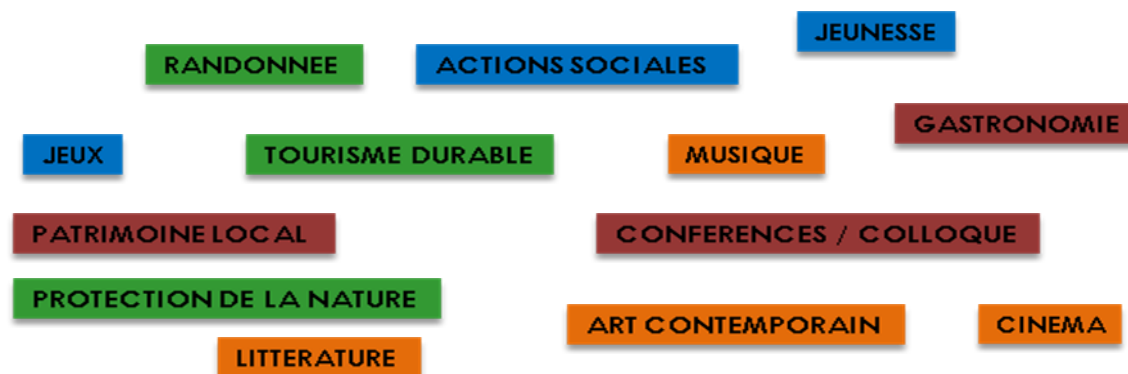 JEUNESSE
RANDONNEE
ACTIONS SOCIALES
GASTRONOMIE
JEUX
TOURISME DURABLE
MUSIQUE
PATRIMOINE LOCAL
CONFERENCES / COLLOQUE
PROTECTION DE LA NATURE
ART CONTEMPORAIN
CINEMA
LITTERATURE